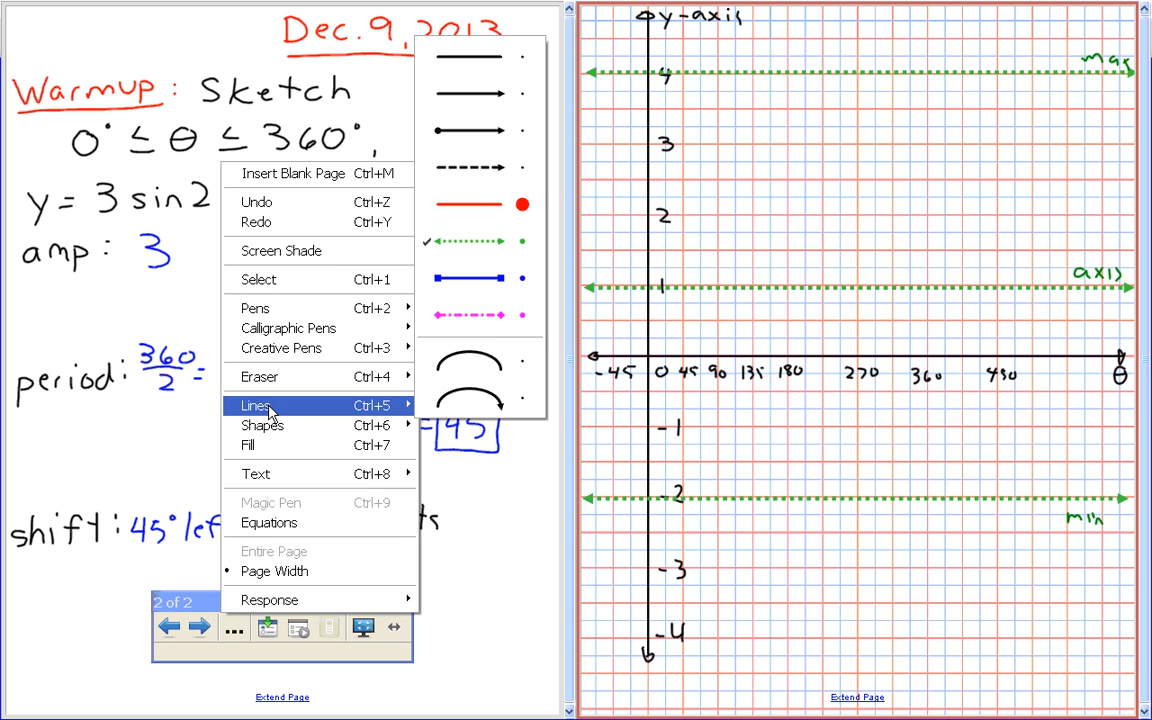 Dec. 9, 2013
Warmup: Sketch
0° ≤ θ ≤ 360°,
y = 3 sin 2
amp: 3
period: 360/2 =
= 45
shift: 45° left
ts
Insert Blank Page Ctrl+M
Undo Ctrl+Z
Redo Ctrl+Y
Screen Shade
Select Ctrl+1
Pens Ctrl+2
Calligraphic Pens
Creative Pens Ctrl+3
Eraser Ctrl+4
Lines Ctrl+5
Shapes Ctrl+6
Fill Ctrl+7
Text Ctrl+8
Magic Pen Ctrl+9
Equations
Entire Page
Page Width
Response
2 of 2
...
Extend Page
y-axis
max
4
3
2
axis
1
-45 0 45 90 135 180 270 360 450 θ
-1
-2
min
-3
-4
Extend Page